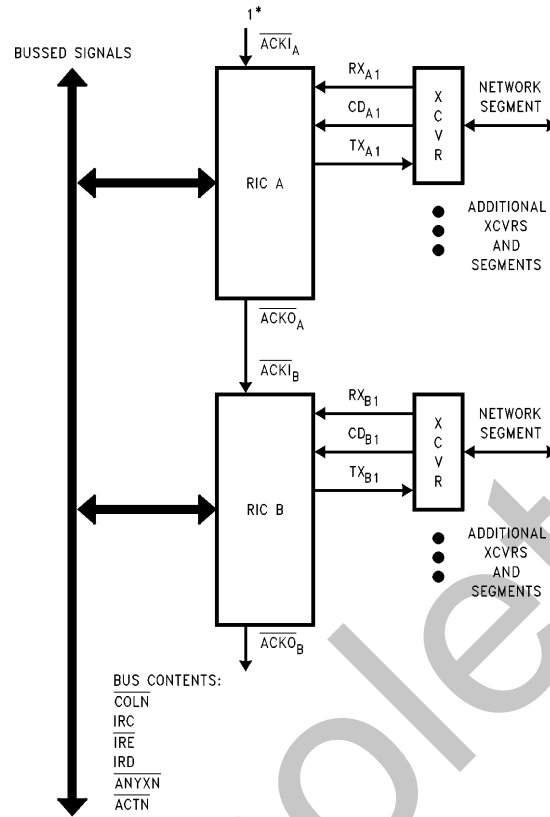 1*
ACKI_A
BUSSED SIGNALS
RX_A1
CD_A1
TX_A1
X
C
V
R
NETWORK
SEGMENT
RIC A
ADDITIONAL
XCVRS
AND
SEGMENTS
ACKO_A
ACKI_B
RX_B1
CD_B1
TX_B1
X
C
V
R
NETWORK
SEGMENT
RIC B
ADDITIONAL
XCVRS
AND
SEGMENTS
ACKO_B
BUS CONTENTS:
COLN
IRC
IRE
IRD
ANYXN
ACTN
olet